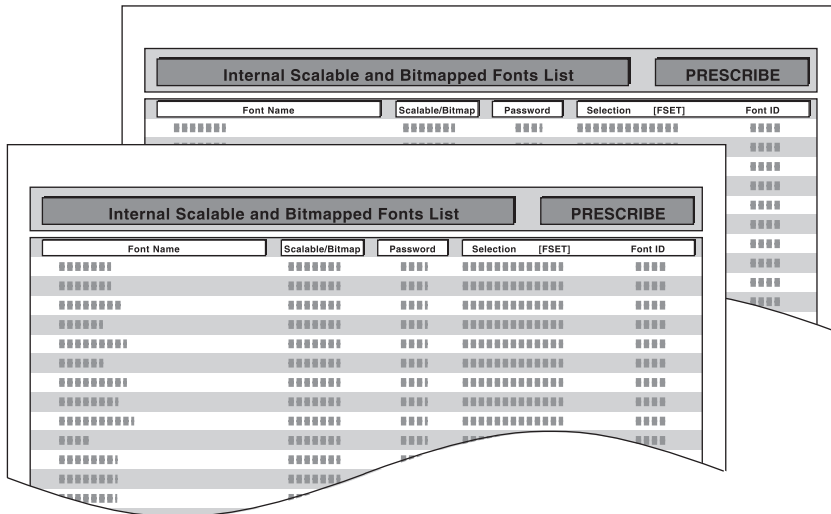 Internal Scalable and Bitmapped Fonts List PRESCRIBE
Font Name Scalable/Bitmap Password Selection [FSET] Font ID
Internal Scalable and Bitmapped Fonts List PRESCRIBE
Font Name Scalable/Bitmap Password Selection [FSET] Font ID